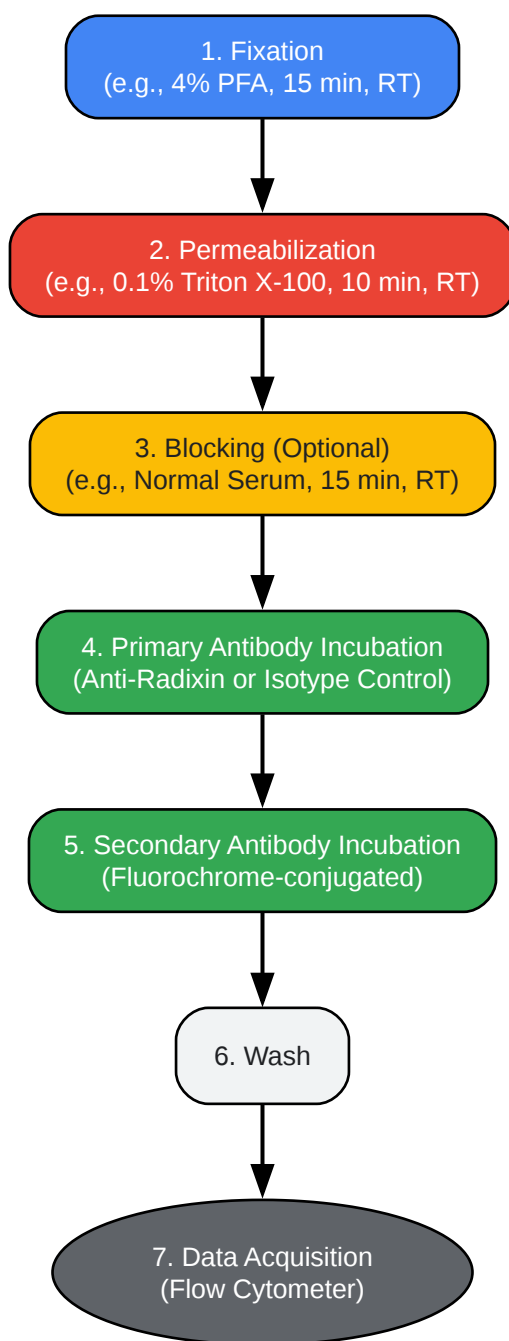 1. Fixation
(e.g., 4% PFA, 15 min, RT)
2. Permeabilization
(e.g., 0.1% Triton X-100, 10 min, RT)
3. Blocking (Optional)
(e.g., Normal Serum, 15 min, RT)
4. Primary Antibody Incubation
(Anti-Radixin or Isotype Control)
5. Secondary Antibody Incubation
(Fluorochrome-conjugated)
6. Wash
7. Data Acquisition
(Flow Cytometer)